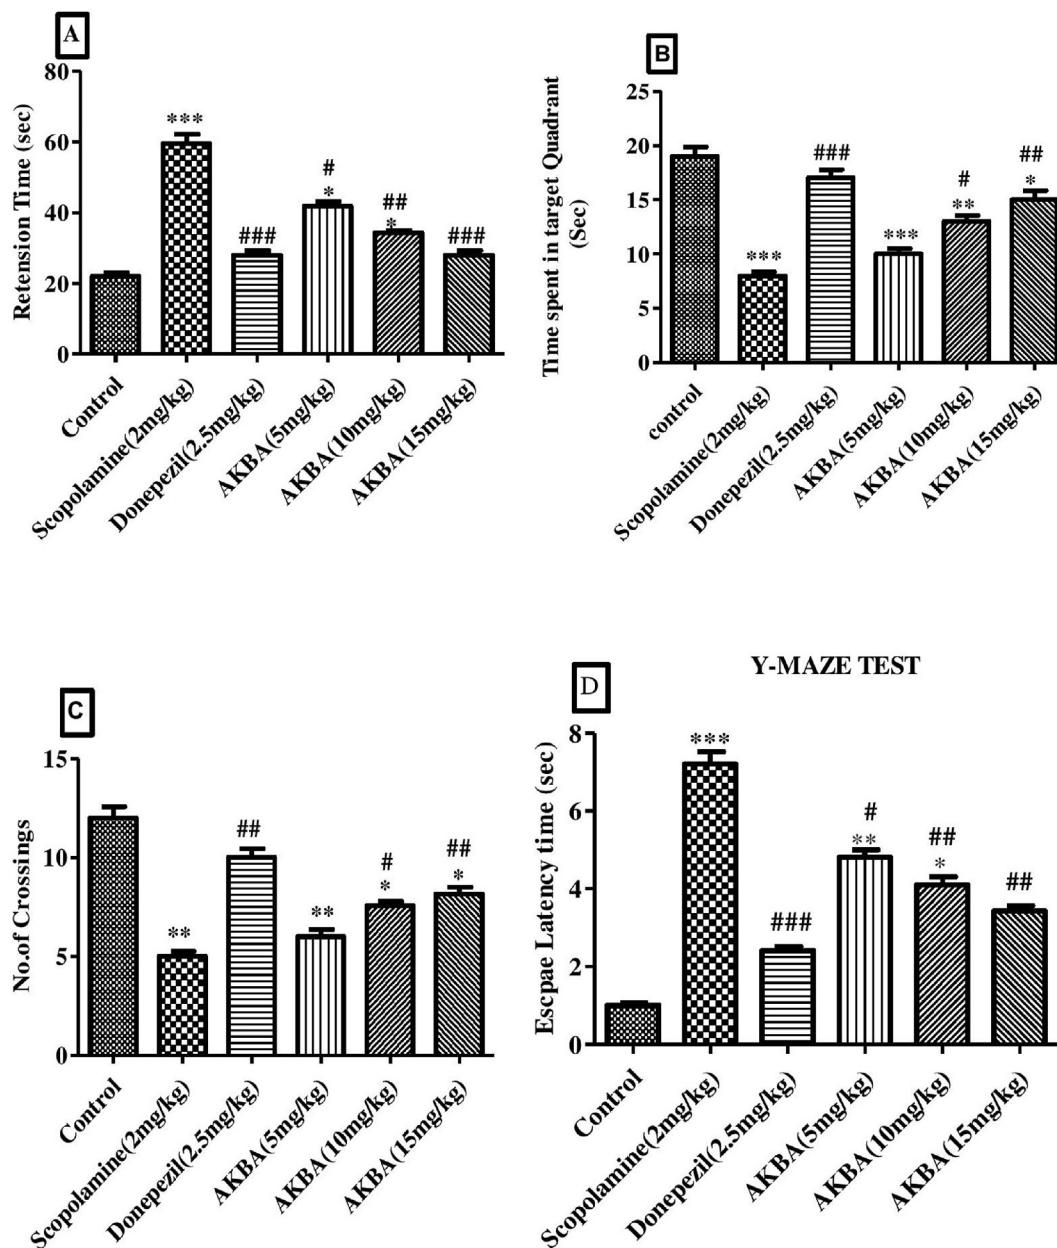 A
Retension Time (sec)
80
60
40
20
0
***
###
#
*
##
*
###
Control
Scopolamine(2mg/kg)
Donepezil(2.5mg/kg)
AKBA(5mg/kg)
AKBA(10mg/kg)
AKBA(15mg/kg)
B
Time spent in target Quadrant
(Sec)
25
20
15
10
5
0
***
###
***
#
**
##
*
control
Scopolamine(2mg/kg)
Donepezil(2.5mg/kg)
AKBA(5mg/kg)
AKBA(10mg/kg)
AKBA(15mg/kg)
C
No.of Crossings
15
10
5
0
**
##
**
#
*
##
*
Control
Scopolamine(2mg/kg)
Donepezil(2.5mg/kg)
AKBA(5mg/kg)
AKBA(10mg/kg)
AKBA(15mg/kg)
Y-MAZE TEST
D
Escpae Latency time (sec)
8
6
4
2
0
***
###
#
**
##
*
##
Control
Scopolamine(2mg/kg)
Donepezil(2.5mg/kg)
AKBA(5mg/kg)
AKBA(10mg/kg)
AKBA(15mg/kg)